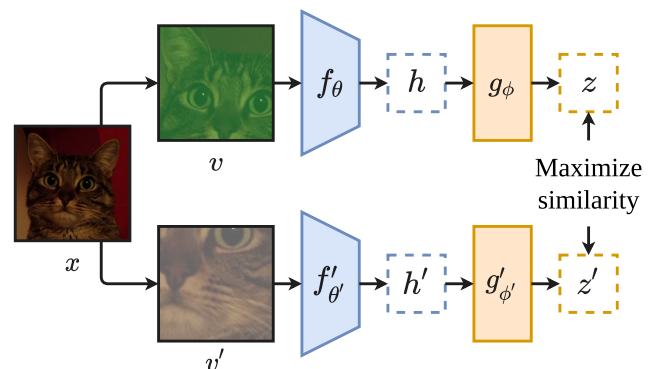 x
v
f_θ
h
g_ϕ
z
Maximize
similarity
v′
f′_θ′
h′
g′_ϕ′
z′